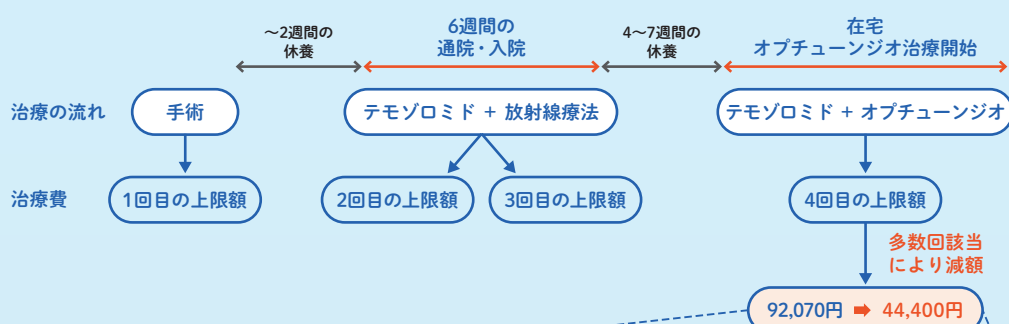 〜2週間の
休養
6週間の
通院・入院
4〜7週間の
休養
在宅
オプチューンジオ治療開始
治療の流れ
手術
テモゾロミド + 放射線療法
テモゾロミド + オプチューンジオ
治療費
1回目の上限額
2回目の上限額
3回目の上限額
4回目の上限額
多数回該当
により減額
92,070円 ➡ 44,400円